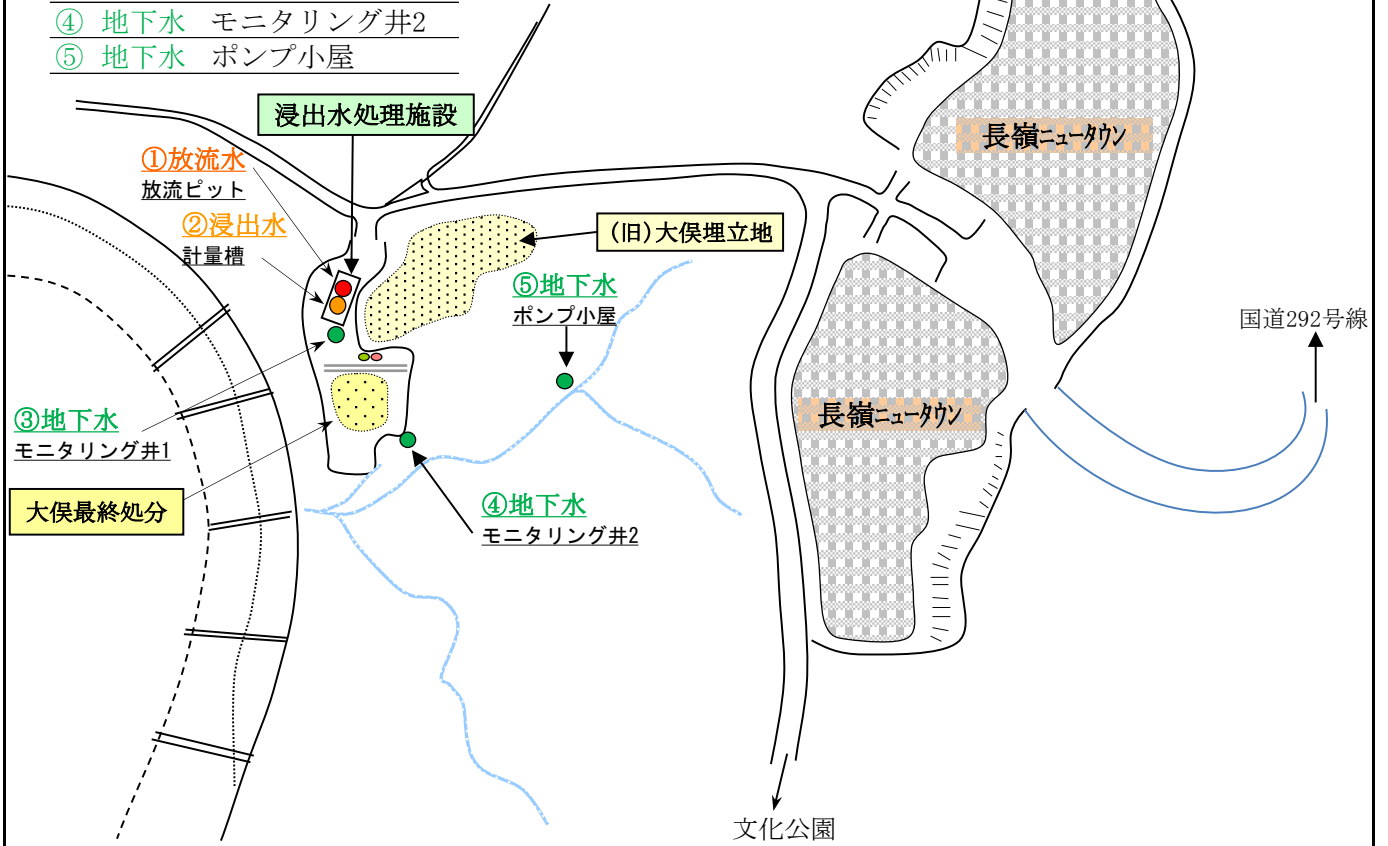 ④ 地下水 モニタリング井2
⑤ 地下水 ポンプ小屋
浸出水処理施設
長嶺ニュータウン
①放流水
放流ピット
②浸出水
計量槽
(旧)大俣埋立地
⑤地下水
ポンプ小屋
国道292号線
③地下水
モニタリング井1
長嶺ニュータウン
大俣最終処分
④地下水
モニタリング井2
文化公園